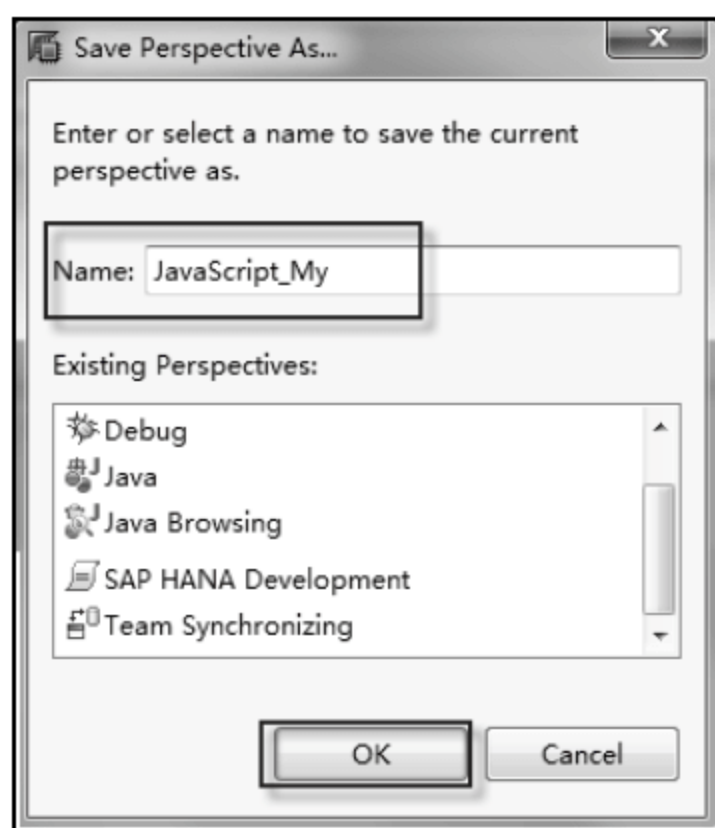 Save Perspective As...
Enter or select a name to save the current
perspective as.
Name: JavaScript_My
Existing Perspectives:
Debug
Java
Java Browsing
SAP HANA Development
Team Synchronizing
OK Cancel